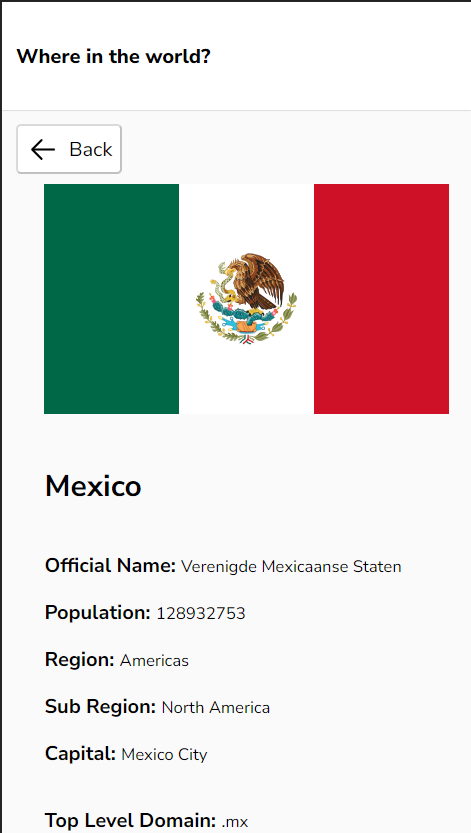 Where in the world?
Back
Mexico
Official Name: Verenigde Mexicaanse Staten
Population: 128932753
Region: Americas
Sub Region: North America
Capital: Mexico City
Top Level Domain: .mx